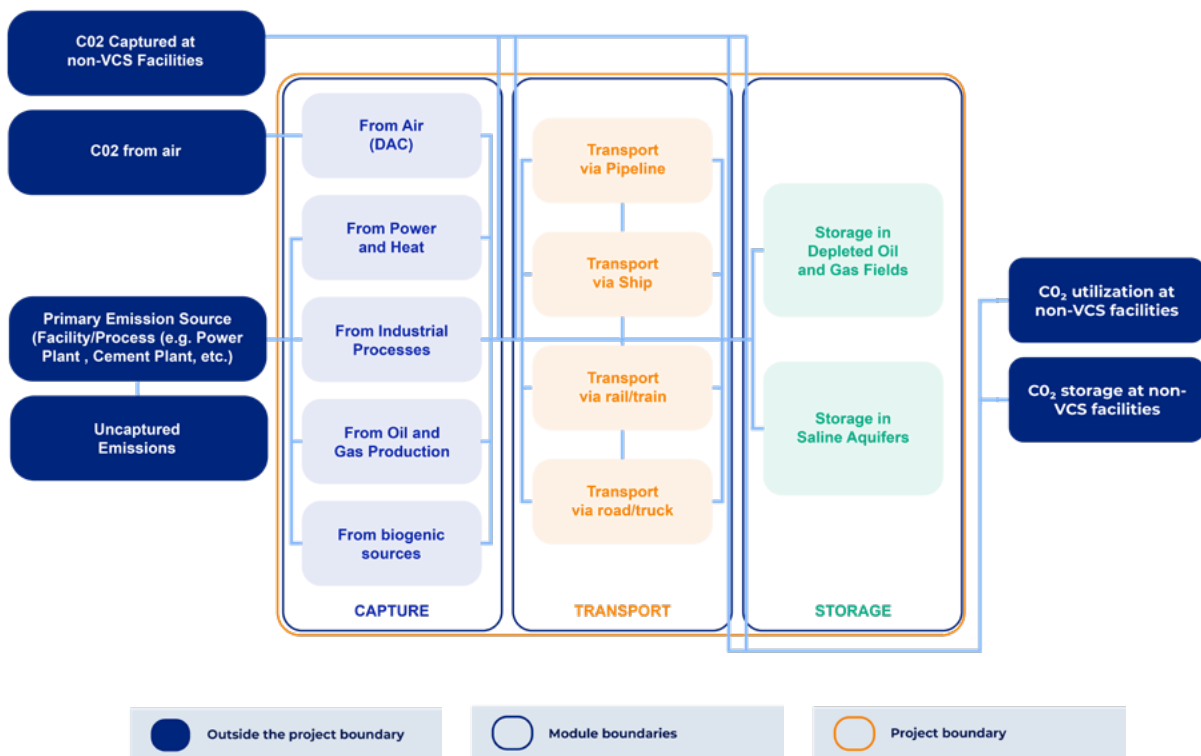 C02 Captured at
non-VCS Facilities
C02 from air
Primary Emission Source
(Facility/Process (e.g. Power
Plant , Cement Plant, etc.)
Uncaptured
Emissions
From Air
(DAC)
From Power
and Heat
From Industrial
Processes
From Oil and
Gas Production
From biogenic
sources
CAPTURE
Transport
via Pipeline
Transport
via Ship
Transport
via rail/train
Transport
via road/truck
TRANSPORT
Storage in
Depleted Oil
and Gas Fields
Storage in
Saline Aquifers
STORAGE
C0₂ utilization at
non-VCS facilities
C0₂ storage at non-
VCS facilities
Outside the project boundary
Module boundaries
Project boundary